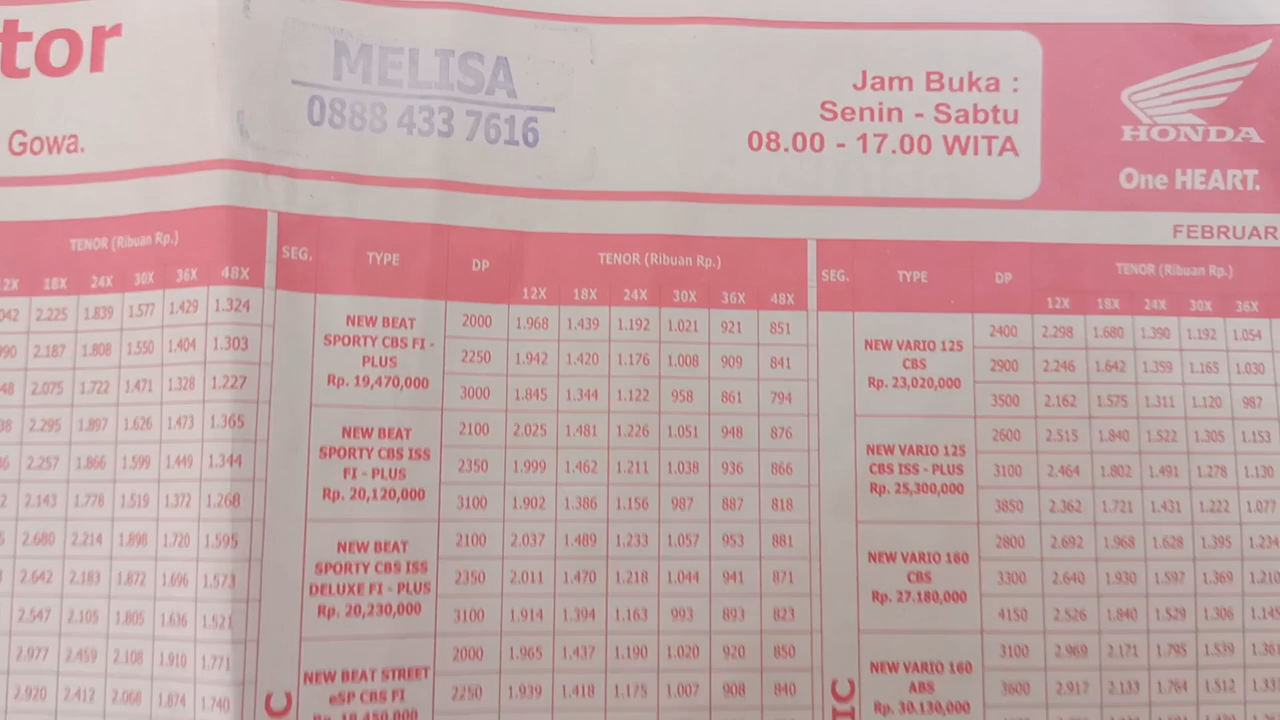 tor
Gowa.
MELISA
0888 433 7616
Jam Buka :
Senin - Sabtu
08.00 - 17.00 WITA
HONDA
One HEART.
FEBRUAR
TENOR (Ribuan Rp.)
2X 18X 24X 30X 36X 48X
042 2.225 1.839 1.577 1.429 1.324
090 2.187 1.808 1.550 1.404 1.303
48 2.075 1.722 1.471 1.328 1.227
38 2.295 1.897 1.626 1.473 1.365
2.257 1.866 1.599 1.449 1.344
2 2.143 1.778 1.519 1.372 1.268
2.680 2.214 1.898 1.720 1.595
2.642 2.183 1.872 1.696 1.573
2.547 2.105 1.805 1.636 1.521
2.977 2.459 2.108 1.910 1.771
2.920 2.412 2.068 1.874 1.740
SEG. TYPE DP TENOR (Ribuan Rp.)
12X 18X 24X 30X 36X 48X
NEW BEAT
SPORTY CBS FI -
PLUS
Rp. 19,470,000
2000 1.968 1.439 1.192 1.021 921 851
2250 1.942 1.420 1.176 1.008 909 841
3000 1.845 1.344 1.122 958 861 794
NEW BEAT
SPORTY CBS ISS
FI - PLUS
Rp. 20,120,000
2100 2.025 1.481 1.226 1.051 948 876
2350 1.999 1.462 1.211 1.038 936 866
3100 1.902 1.386 1.156 987 887 818
NEW BEAT
SPORTY CBS ISS
DELUXE FI - PLUS
Rp. 20,230,000
2100 2.037 1.489 1.233 1.057 953 881
2350 2.011 1.470 1.218 1.044 941 871
3100 1.914 1.394 1.163 993 893 823
NEW BEAT STREET
eSP CBS FI
Rp. 19,450,000
2000 1.965 1.437 1.190 1.020 920 850
2250 1.939 1.418 1.175 1.007 908 840
C
SEG. TYPE DP TENOR (Ribuan Rp.)
12X 18X 24X 30X 36X
NEW VARIO 125
CBS
Rp. 23,020,000
2400 2.298 1.680 1.390 1.192 1.054
2900 2.246 1.642 1.359 1.165 1.030
3500 2.162 1.575 1.311 1.120 987
NEW VARIO 125
CBS ISS - PLUS
Rp. 25,300,000
2600 2.515 1.840 1.522 1.305 1.153
3100 2.464 1.802 1.491 1.278 1.130
3850 2.362 1.721 1.431 1.222 1.077
NEW VARIO 160
CBS
Rp. 27.180,000
2800 2.692 1.968 1.628 1.395 1.234
3300 2.640 1.930 1.597 1.369 1.210
4150 2.526 1.840 1.529 1.306 1.145
NEW VARIO 160
ABS
Rp. 30.130,000
3100 2.969 2.171 1.795 1.539 1.361
3600 2.917 2.133 1.764 1.512 1.33
IC